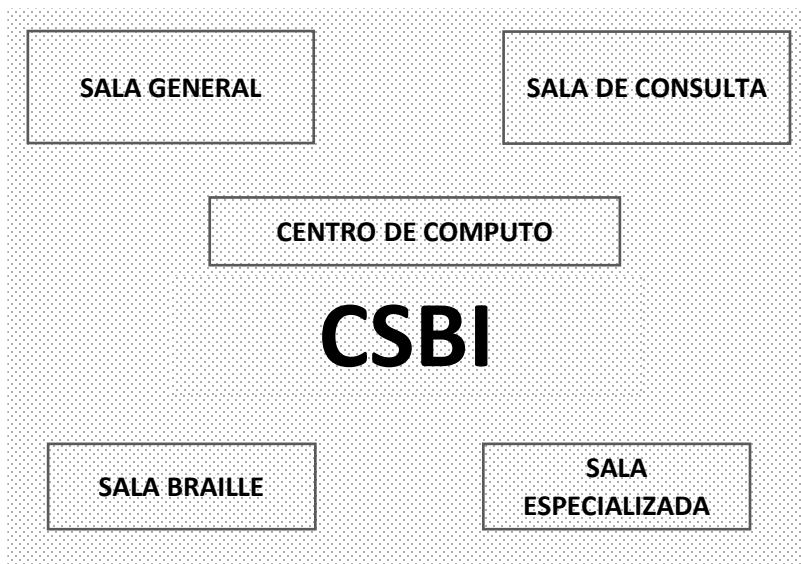 SALA GENERAL
SALA DE CONSULTA
CENTRO DE COMPUTO
CSBI
SALA BRAILLE
SALA
ESPECIALIZADA